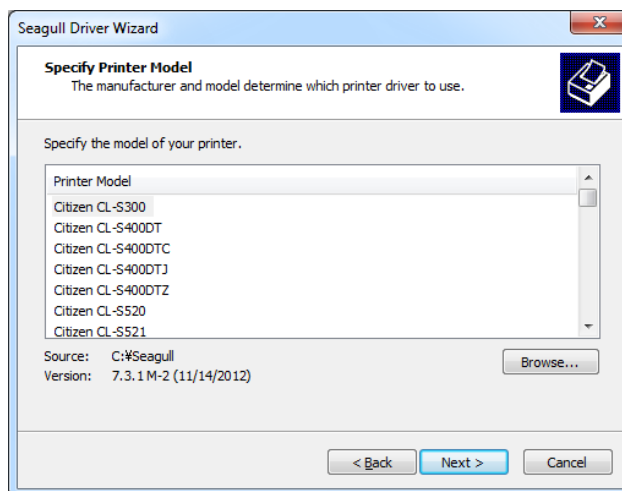 Seagull Driver Wizard
Specify Printer Model
The manufacturer and model determine which printer driver to use.
Specify the model of your printer.
Printer Model
Citizen CL-S300
Citizen CL-S400DT
Citizen CL-S400DTC
Citizen CL-S400DTJ
Citizen CL-S400DTZ
Citizen CL-S520
Citizen CL-S521
Source: C:¥Seagull
Browse...
Version: 7.3.1 M-2 (11/14/2012)
< Back Next > Cancel